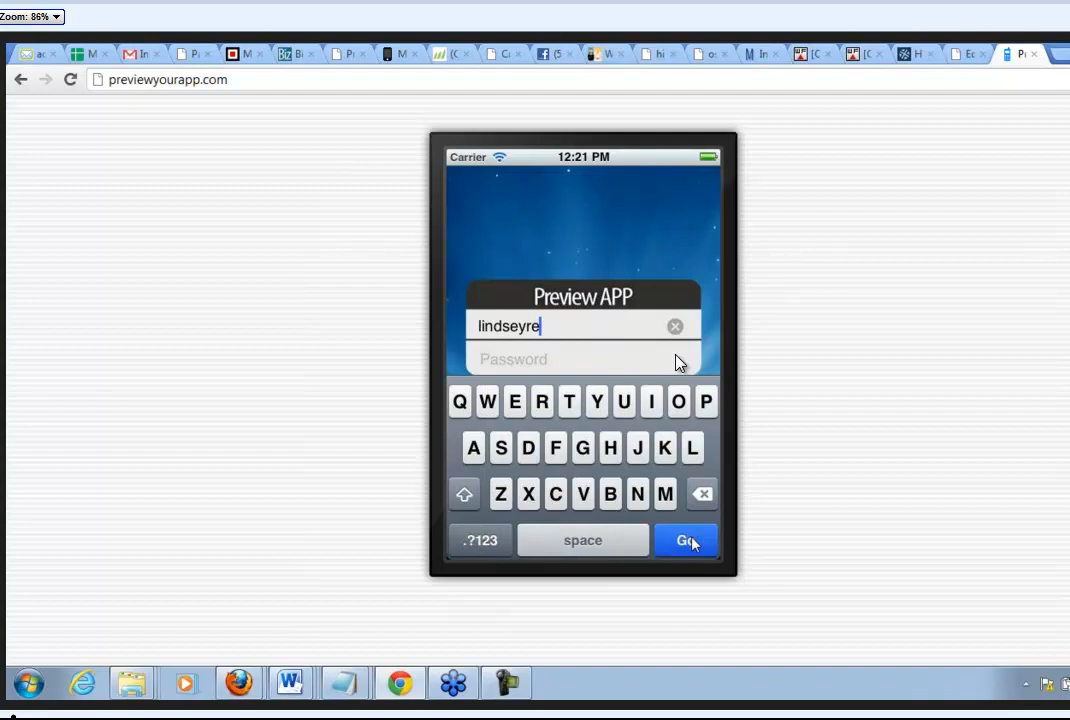 Zoom: 86%
previewyourapp.com
Carrier 12:21 PM
Preview APP
lindseyre
Password
Q W E R T Y U I O P
A S D F G H J K L
Z X C V B N M
.?123 space Go